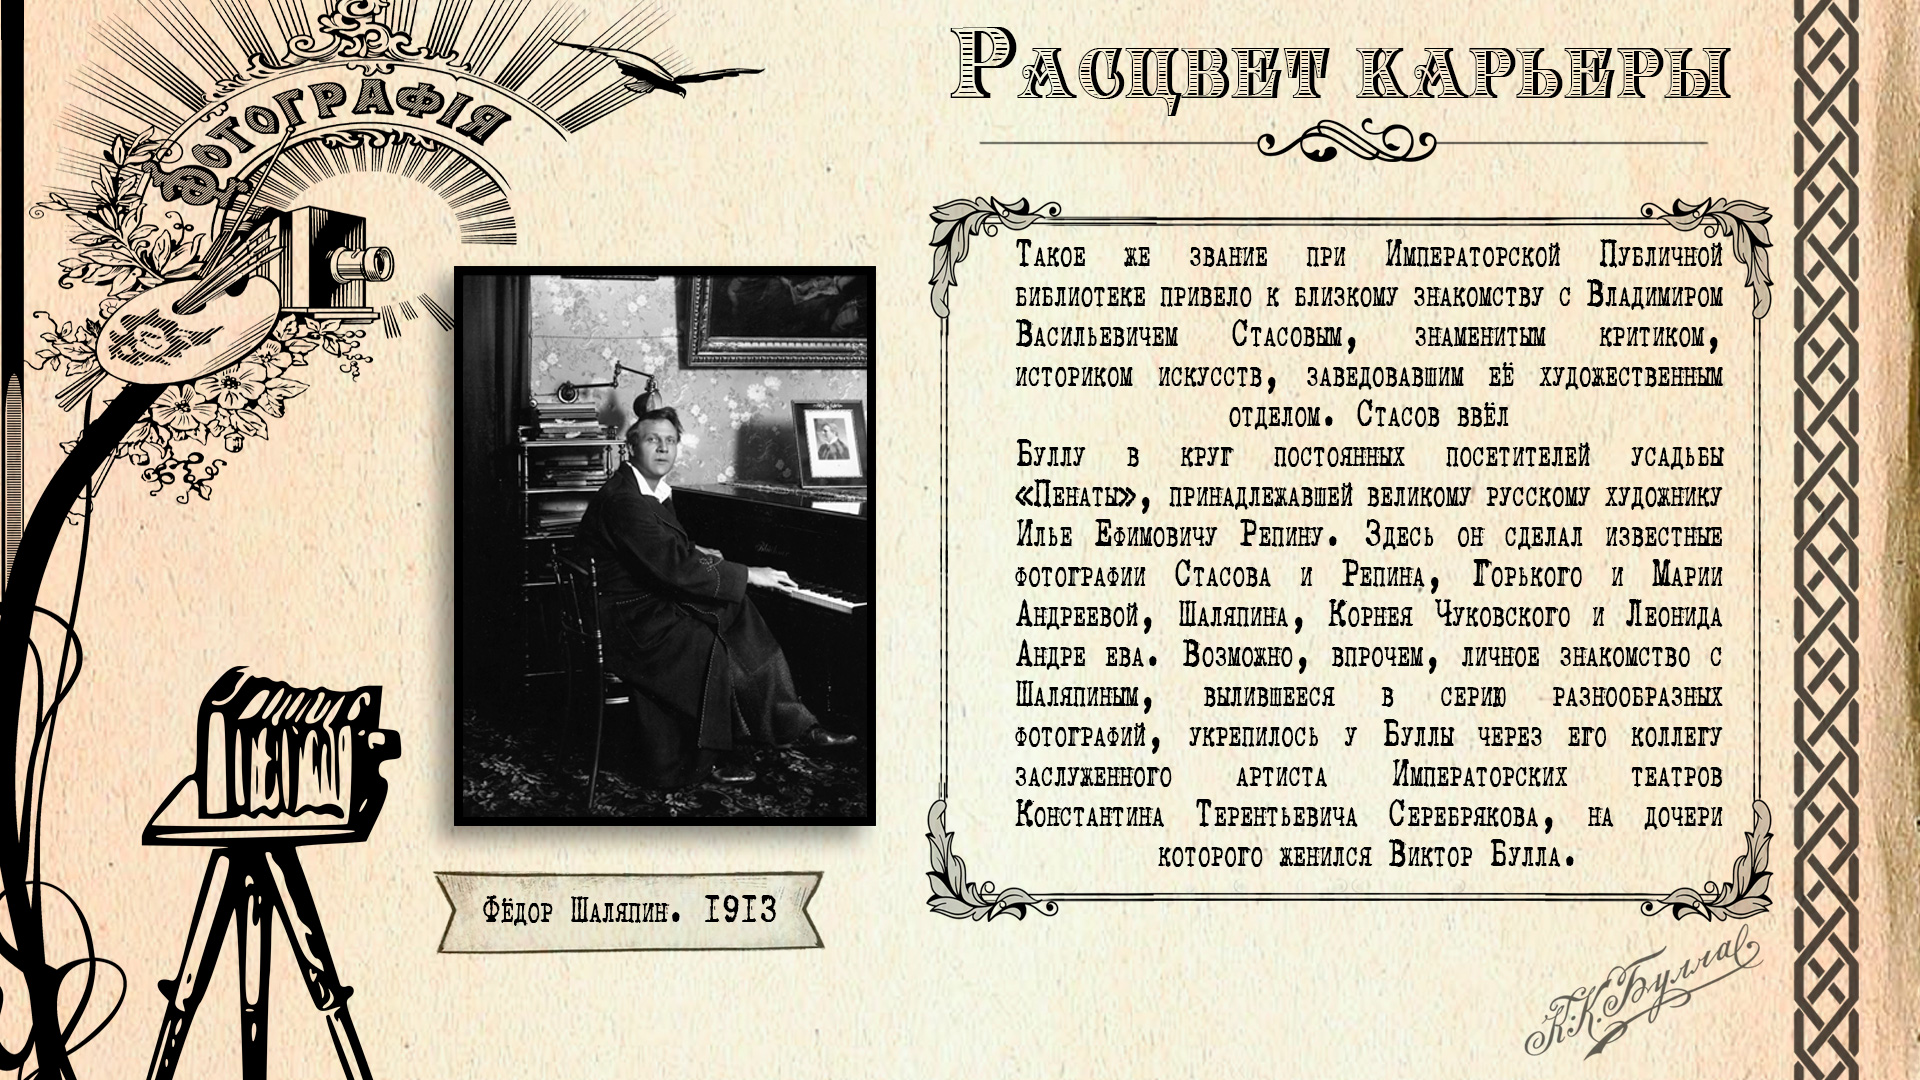 ФОТОГРАФІЯ
Расцвет карьеры
Такое же звание при Императорской Публичной
библиотеке привело к близкому знакомству с Владимиром
Васильевичем Стасовым, знаменитым критиком,
историком искусств, заведовавшим её художественным
отделом. Стасов ввёл
Буллу в круг постоянных посетителей усадьбы
«Пенаты», принадлежавшей великому русскому художнику
Илье Ефимовичу Репину. Здесь он сделал известные
фотографии Стасова и Репина, Горького и Марии
Андреевой, Шаляпина, Корнея Чуковского и Леонида
Андре ева. Возможно, впрочем, личное знакомство с
Шаляпиным, вылившееся в серию разнообразных
фотографий, укрепилось у Буллы через его коллегу
заслуженного артиста Императорских театров
Константина Терентьевича Серебрякова, на дочери
которого женился Виктор Булла.
Фёдор Шаляпин. 1913
К.К.Булла